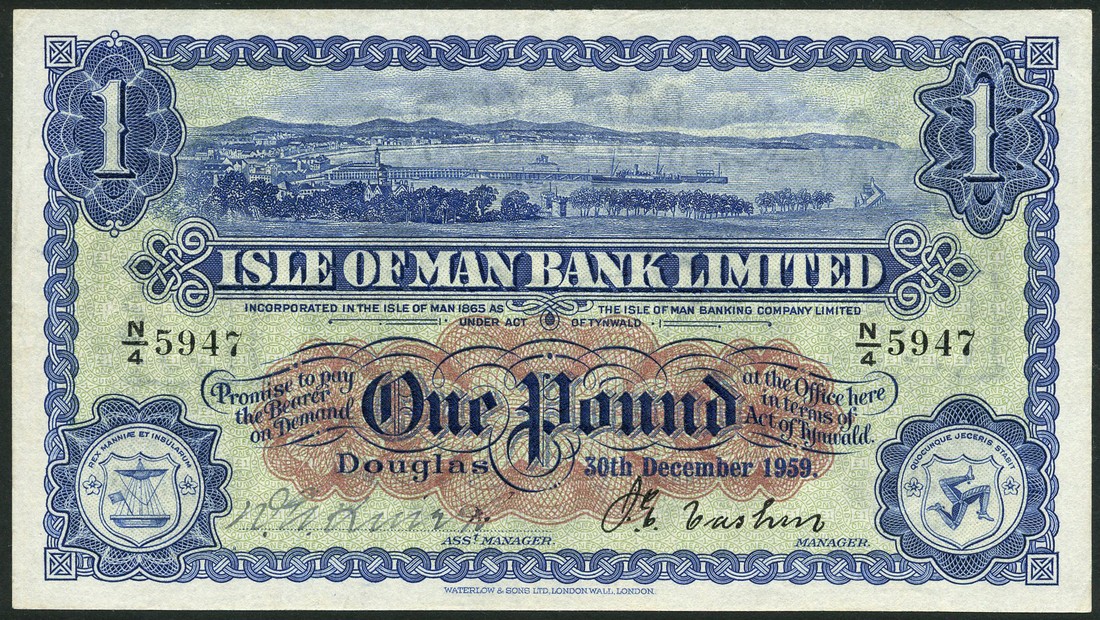 1 1
ISLE OF MAN BANK LIMITED
INCORPORATED IN THE ISLE OF MAN 1865 AS THE ISLE OF MAN BANKING COMPANY LIMITED
UNDER ACT OF TYNWALD
N/4 5947 N/4 5947
Promise to pay
the Bearer
on Demand
One Pound
at the Office here
in terms of
Act of Tynwald.
Douglas 30th December 1959.
REX MANNIÆ ET INSULARUM
QUOCUNQUE JECERIS STABIT
J. E. Cashin
ASST MANAGER. MANAGER.
WATERLOW & SONS LTD, LONDON WALL, LONDON.